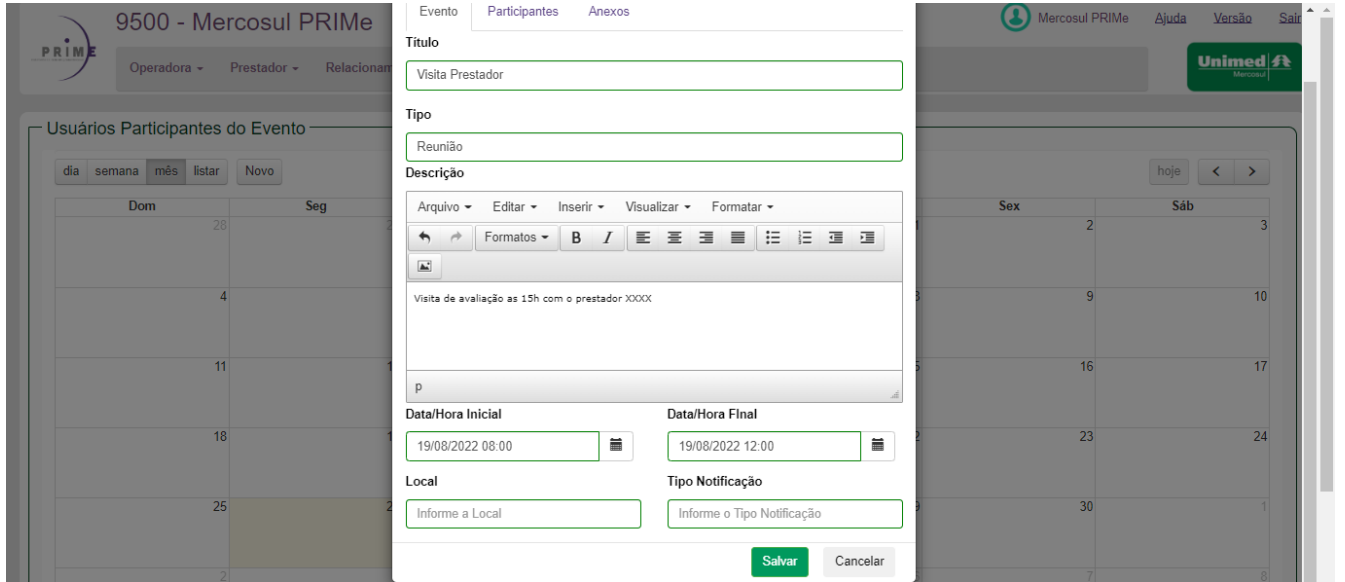 9500 - Mercosul PRIMe
Mercosul PRIMe Ajuda Versão Sair
PRIME
Operadora Prestador Relacionam
Unimed
Mercosul
Usuários Participantes do Evento
dia semana mês listar Novo
hoje
Dom Seg Sex Sáb
28 2 3
4 9 10
11 1 16 17
18 1 23 24
25 2 30 1
2 7 8
Evento Participantes Anexos
Título
Visita Prestador
Tipo
Reunião
Descrição
Arquivo Editar Inserir Visualizar Formatar
Formatos B I
Visita de avaliação as 15h com o prestador XXXX
p
Data/Hora Inicial Data/Hora FInal
19/08/2022 08:00 19/08/2022 12:00
Local Tipo Notificação
Informe a Local Informe o Tipo Notificação
Salvar Cancelar